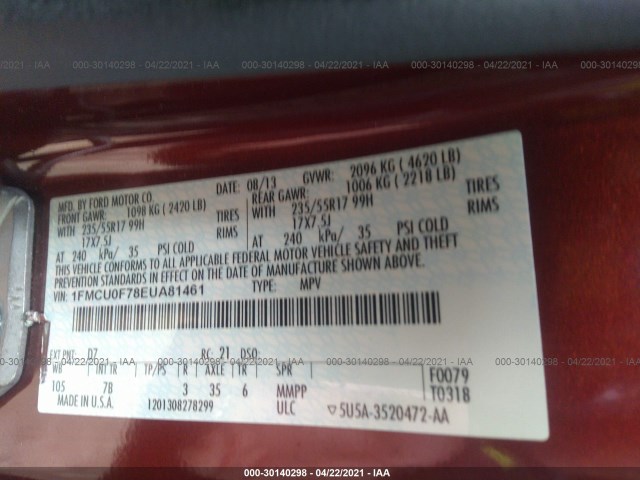 000-30140298 - 04/22/2021 - IAA
MFD. BY FORD MOTOR CO.
DATE: 08/13
GVWR: 2096 KG ( 4620 LB)
FRONT GAWR: 1098 KG ( 2420 LB)
REAR GAWR: 1006 KG ( 2218 LB)
WITH 235/55R17 99H TIRES
WITH 235/55R17 99H TIRES
17X7.5J RIMS
17X7.5J RIMS
AT 240 kPa/ 35 PSI COLD
AT 240 kPa/ 35 PSI COLD
THIS VEHICLE CONFORMS TO ALL APPLICABLE FEDERAL MOTOR VEHICLE SAFETY AND THEFT
PREVENTION STANDARDS IN EFFECT ON THE DATE OF MANUFACTURE SHOWN ABOVE.
1FMCU0F78EUA81461
TYPE: MPV
EXT PNT: DZ RC: 21 DSO:
WB INT TR TP/PS R AXLE TR SPR
105 7B 3 35 6 MMPP
F0079
T0318
MADE IN U.S.A. 1201308278299 ULC
5U5A-3520472-AA
000-30140298 - 04/22/2021 - IAA